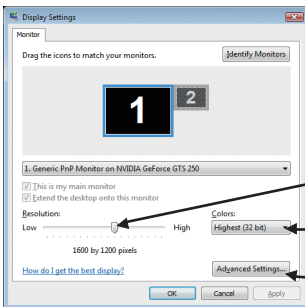 Display Settings
Monitor
Drag the icons to match your monitors.
Identify Monitors
1
2
1. Generic PnP Monitor on NVIDIA GeForce GTS 250
This is my main monitor
Extend the desktop onto this monitor
Resolution:
Colors:
Low
High
Highest (32 bit)
1600 by 1200 pixels
How do I get the best display?
Advanced Settings...
OK
Cancel
Apply